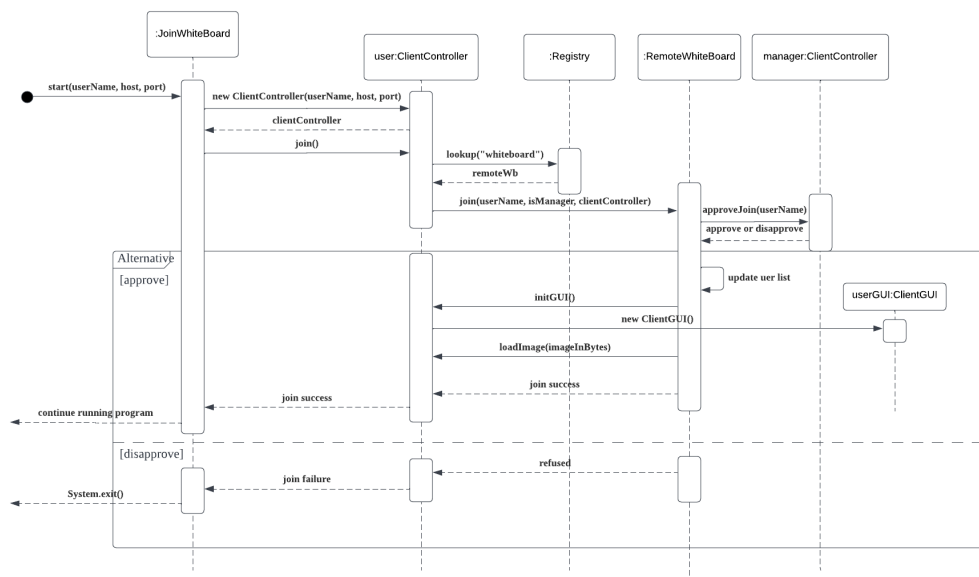 :JoinWhiteBoard
user:ClientController
:Registry
:RemoteWhiteBoard
manager:ClientController
start(userName, host, port)
new ClientController(userName, host, port)
clientController
join()
lookup("whiteboard")
remoteWb
join(userName, isManager, clientController)
approveJoin(userName)
approve or disapprove
Alternative
[approve]
update uer list
userGUI:ClientGUI
initGUI()
new ClientGUI()
loadImage(imageInBytes)
join success
join success
continue running program
[disapprove]
refused
join failure
System.exit()